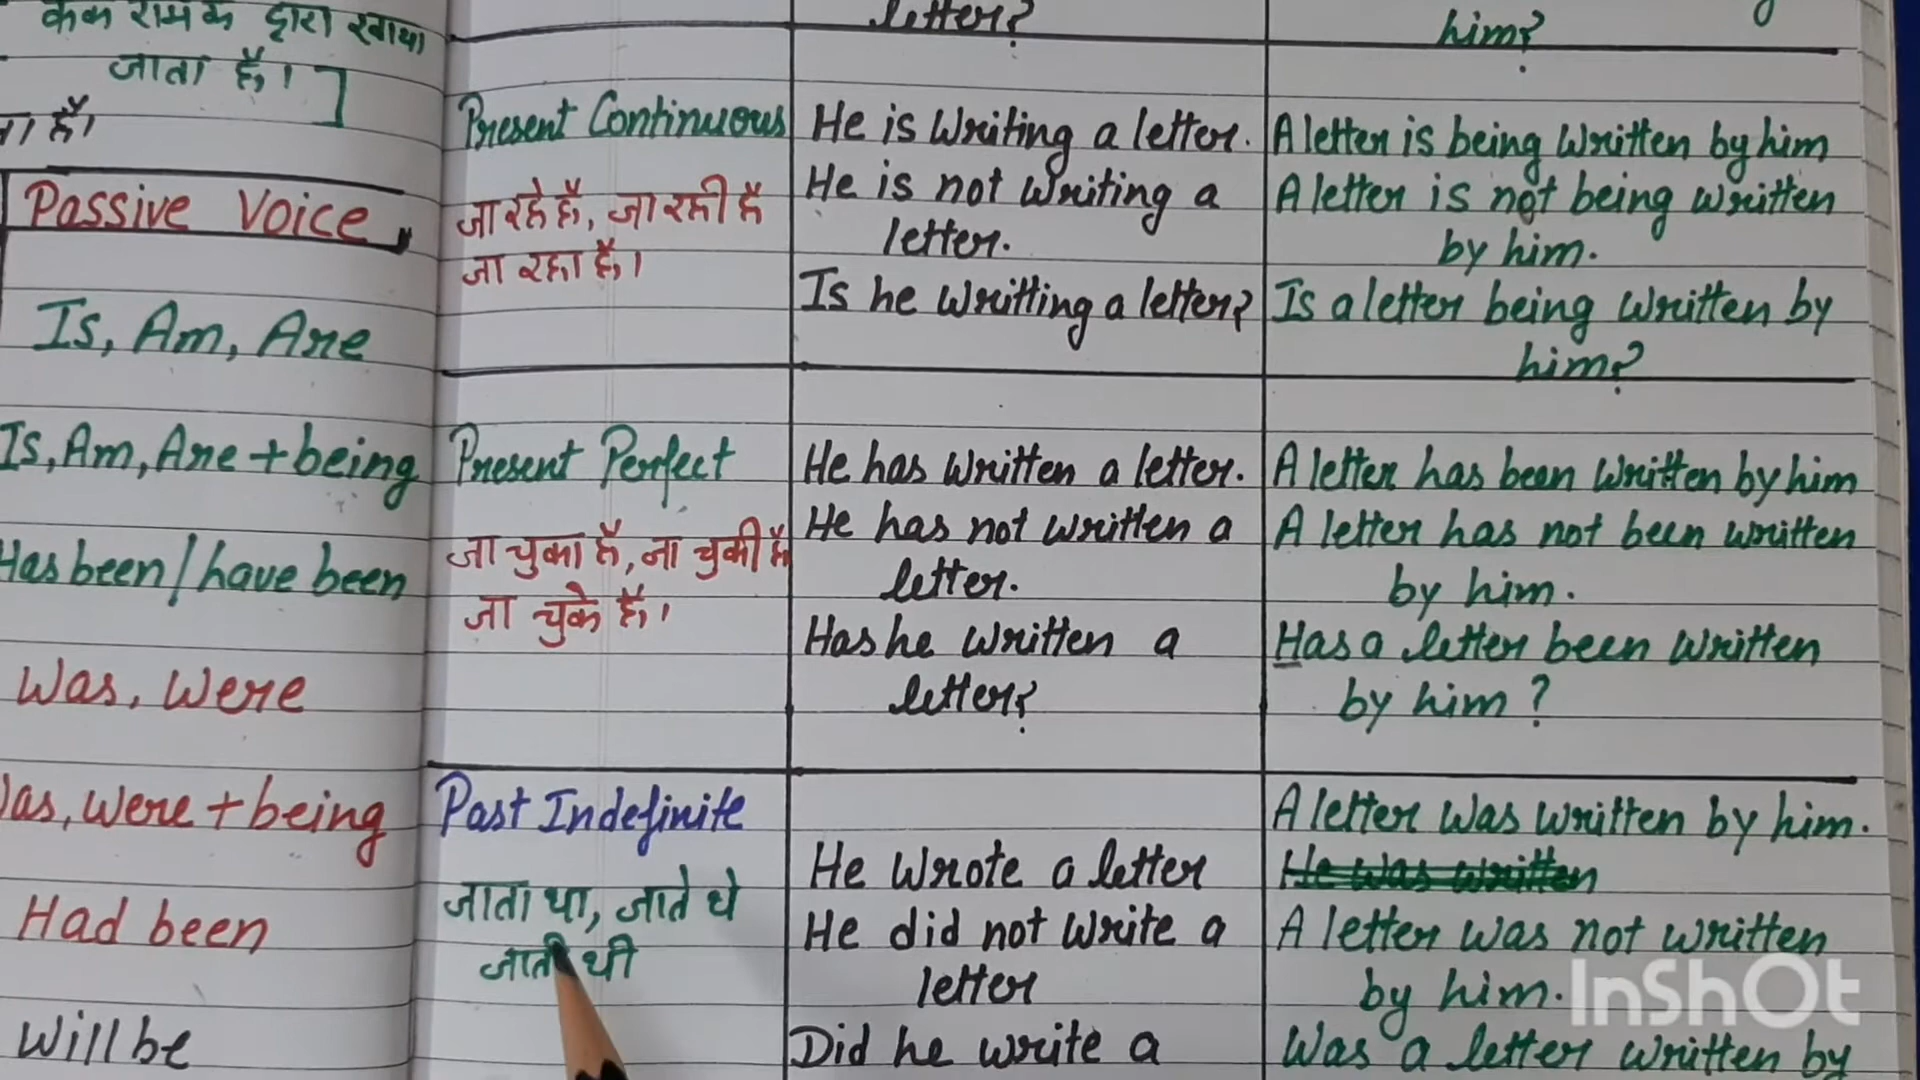 केक राम के द्वारा खाया
जाता है। ]
है।
Passive Voice
Is, Am, Are
Is, Am, Are + being
Has been / have been
Was, Were
Was, Were + being
Had been
Will be
letter?
him?
Present Continuous
जा रहे हैं, जा रही है
जा रहा है।
He is writing a letter.
He is not writing a
letter.
Is he writting a letter?
A letter is being written by him
A letter is not being written
by him.
Is a letter being written by
him?
Present Perfect
जा चुका है, जा चुकी है
जा चुके हैं।
He has written a letter.
He has not written a
letter.
Has he written a
letter?
A letter has been written by him
A letter has not been written
by him.
Has a letter been written
by him?
Past Indefinite
जाता था, जाते थे
जाती थी
He wrote a letter
He did not write a
letter
Did he write a
A letter was written by him.
He was written
A letter was not written
by him.
Was a letter written by
InShOt